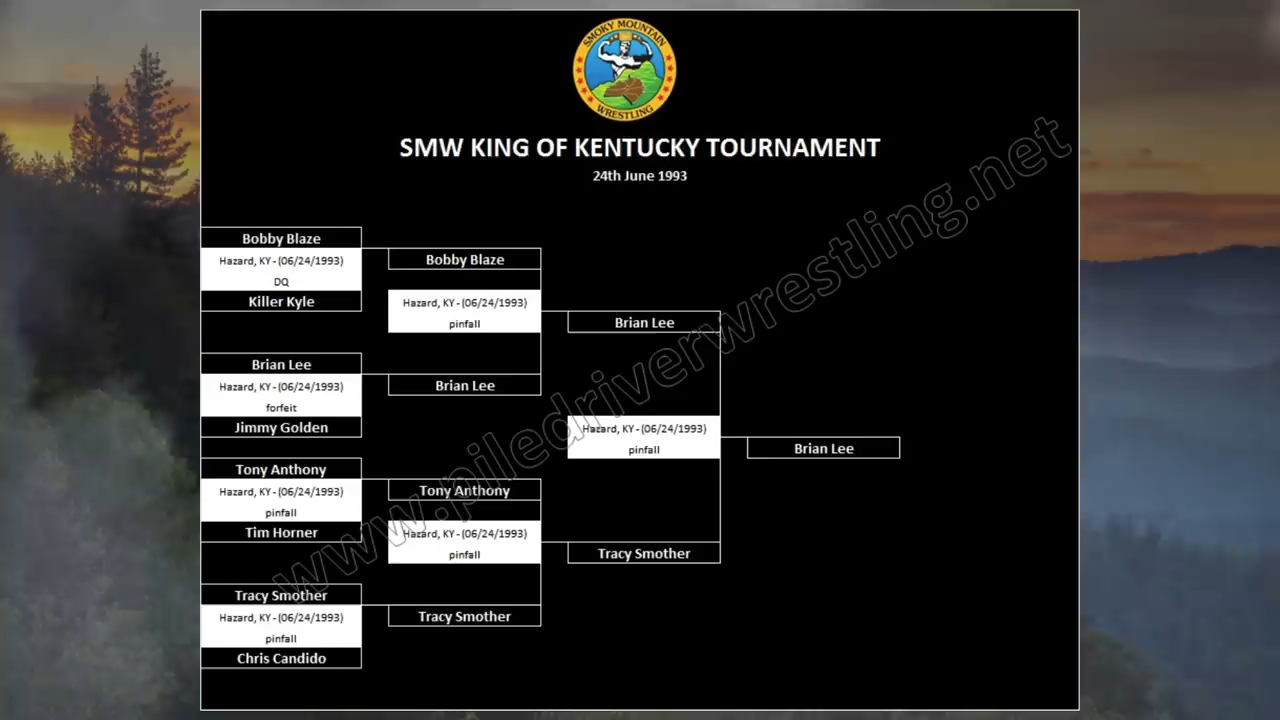 SMOKY MOUNTAIN
WRESTLING
SMW KING OF KENTUCKY TOURNAMENT
24th June 1993
Bobby Blaze
Hazard, KY - (06/24/1993)
DQ
Killer Kyle
Brian Lee
Hazard, KY - (06/24/1993)
forfeit
Jimmy Golden
Tony Anthony
Hazard, KY - (06/24/1993)
pinfall
Tim Horner
Tracy Smother
Hazard, KY - (06/24/1993)
pinfall
Chris Candido
Bobby Blaze
Hazard, KY - (06/24/1993)
pinfall
Brian Lee
Tony Anthony
Hazard, KY - (06/24/1993)
pinfall
Tracy Smother
Brian Lee
Hazard, KY - (06/24/1993)
pinfall
Tracy Smother
Brian Lee
www.piledriverwrestling.net